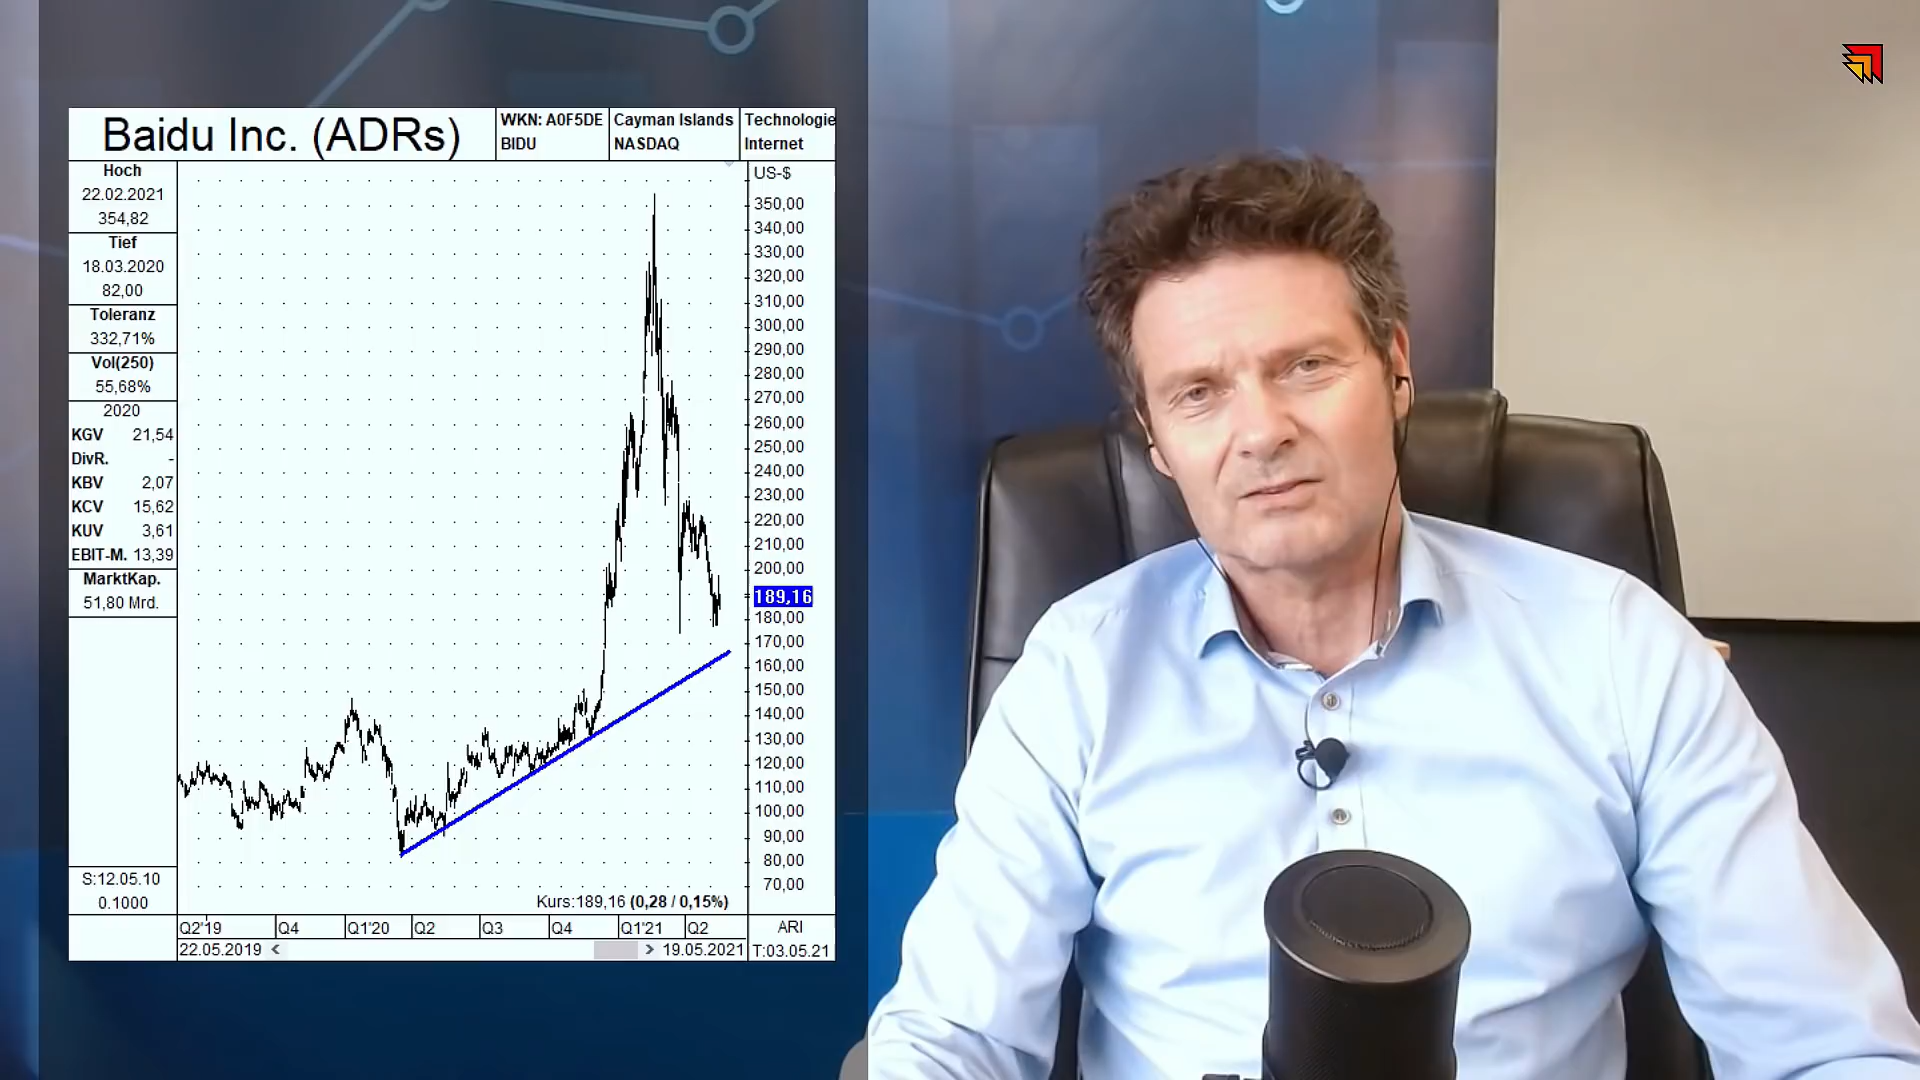 Baidu Inc. (ADRs)
WKN: A0F5DE
BIDU
Cayman Islands
NASDAQ
Technologie
Internet
Hoch
22.02.2021
354,82
Tief
18.03.2020
82,00
Toleranz
332,71%
Vol(250)
55,68%
2020
KGV 21,54
DivR. -
KBV 2,07
KCV 15,62
KUV 3,61
EBIT-M. 13,39
MarktKap.
51,80 Mrd.
S:12.05.10
0.1000
US-$
350,00
340,00
330,00
320,00
310,00
300,00
290,00
280,00
270,00
260,00
250,00
240,00
230,00
220,00
210,00
200,00
189,16
180,00
170,00
160,00
150,00
140,00
130,00
120,00
110,00
100,00
90,00
80,00
70,00
Kurs:189,16 (0,28 / 0,15%)
Q2'19 Q4 Q1'20 Q2 Q3 Q4 Q1'21 Q2 ARI
22.05.2019 < > 19.05.2021 T:03.05.21